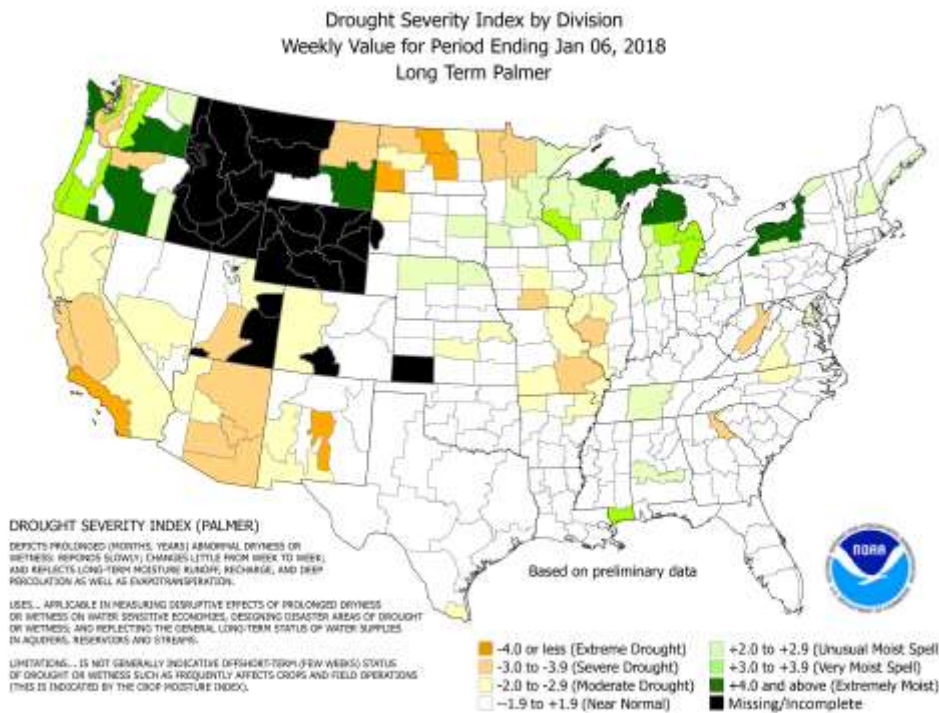 Drought Severity Index by Division
Weekly Value for Period Ending Jan 06, 2018
Long Term Palmer
DROUGHT SEVERITY INDEX (PALMER)
DEPICTS PROLONGED (MONTHS, YEARS) ABNORMAL DRYNESS OR
WETNESS; REPONDS SLOWLY; CHANGES LITTLE FROM WEEK TO WEEK;
AND REFLECTS LONG-TERM MOISTURE RUNOFF, RECHARGE, AND DEEP
PERCOLATION AS WELL AS EVAPOTRANSPIRATION.
USES... APPLICABLE IN MEASURING DISRUPTIVE EFFECTS OF PROLONGED DRYNESS
OR WETNESS ON WATER SENSITIVE ECONOMIES, DESIGNING DISASTER AREAS OF DROUGHT
OR WETNESS; AND REFLECTING THE GENERAL LONG-TERM STATUS OF WATER SUPPLIES
IN AQUIFERS, RESERVOIRS AND STREAMS.
LIMITATIONS... IS NOT GENERALLY INDICATIVE OFFSHORT-TERM (FEW WEEKS) STATUS
OF DROUGHT OR WETNESS SUCH AS FREQUENTLY AFFECTS CROPS AND FIELD OPERATIONS
(THIS IS INDICATED BY THE CROP MOISTURE INDEX).
Based on preliminary data
NOAA
-4.0 or less (Extreme Drought)
-3.0 to -3.9 (Severe Drought)
-2.0 to -2.9 (Moderate Drought)
--1.9 to +1.9 (Near Normal)
+2.0 to +2.9 (Unusual Moist Spell)
+3.0 to +3.9 (Very Moist Spell)
+4.0 and above (Extremely Moist)
Missing/Incomplete